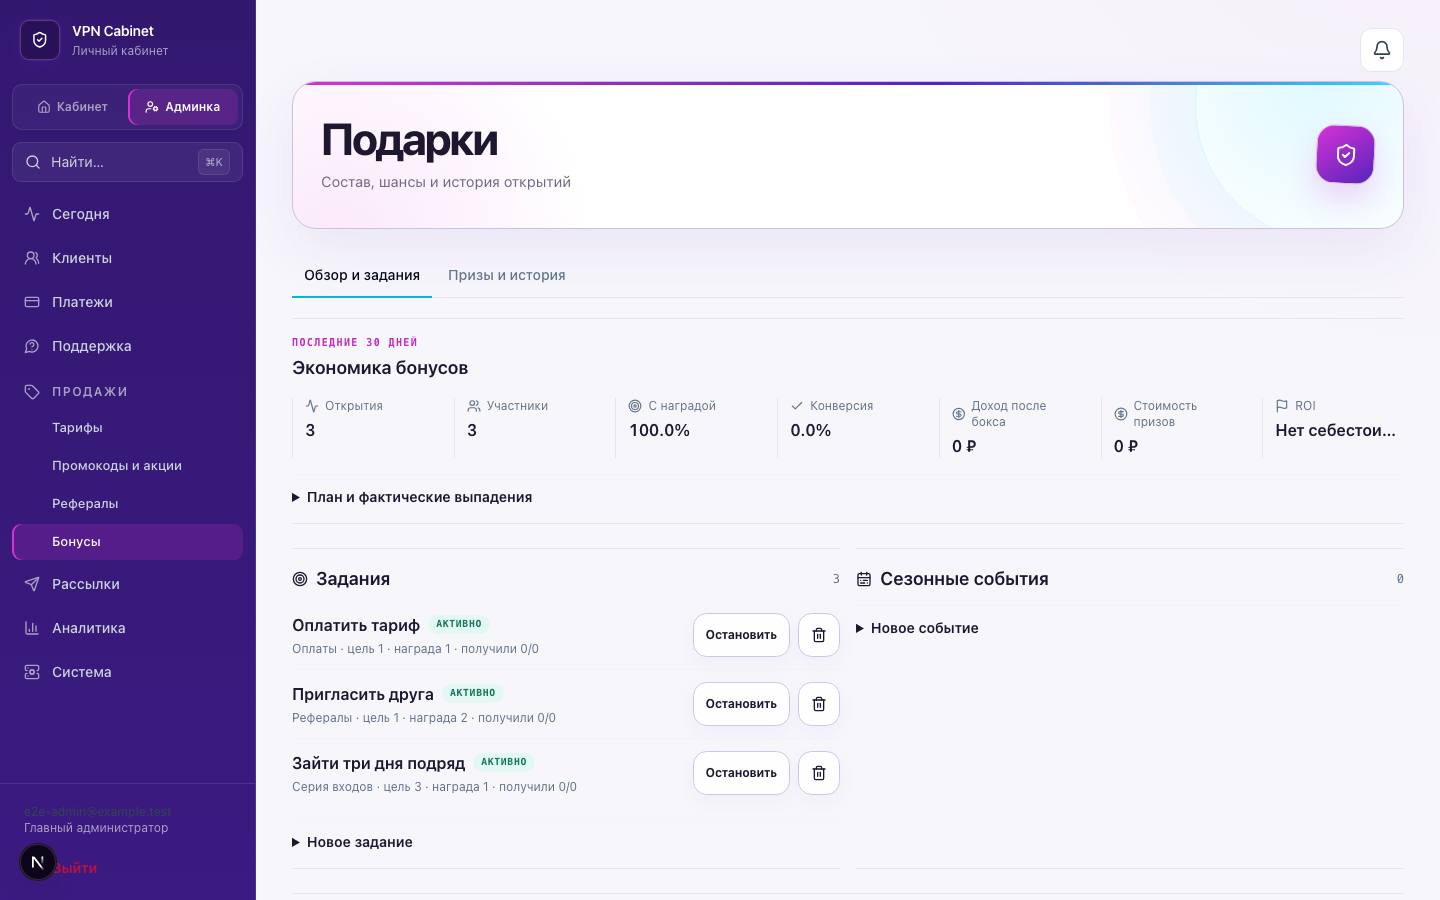 VPN Cabinet
Личный кабинет
Кабинет
Админка
Найти...
⌘K
Сегодня
Клиенты
Платежи
Поддержка
ПРОДАЖИ
Тарифы
Промокоды и акции
Рефералы
Бонусы
Рассылки
Аналитика
Система
e2e-admin@example.test
Главный администратор
N
Выйти
Подарки
Состав, шансы и история открытий
Обзор и задания
Призы и история
ПОСЛЕДНИЕ 30 ДНЕЙ
Экономика бонусов
Открытия
3
Участники
3
С наградой
100.0%
Конверсия
0.0%
Доход после
бокса
0 ₽
Стоимость
призов
0 ₽
ROI
Нет себестои...
План и фактические выпадения
Задания
3
Оплатить тариф АКТИВНО
Оплаты · цель 1 · награда 1 · получили 0/0
Остановить
Пригласить друга АКТИВНО
Рефералы · цель 1 · награда 2 · получили 0/0
Остановить
Зайти три дня подряд АКТИВНО
Серия входов · цель 3 · награда 1 · получили 0/0
Остановить
Новое задание
Сезонные события
0
Новое событие